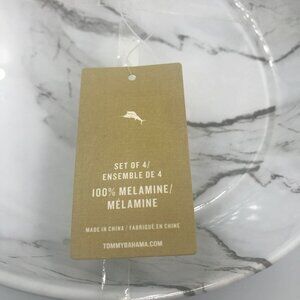 SET OF 4/
ENSEMBLE DE 4
100% MELAMINE/
MÉLAMINE
MADE IN CHINA / FABRIQUÉ EN CHINE
TOMMYBAHAMA.COM